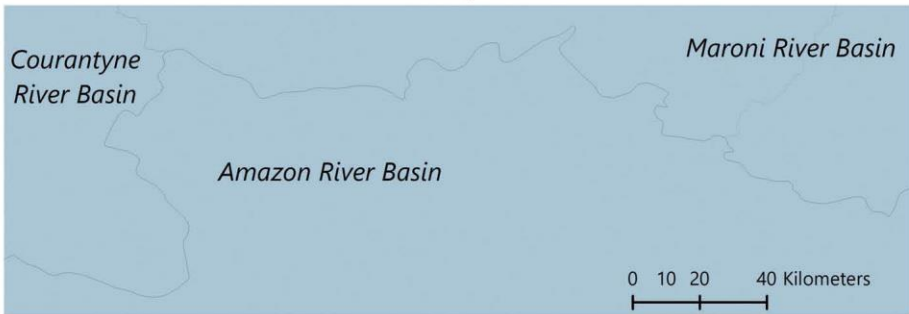 Courantyne
River Basin
Maroni River Basin
Amazon River Basin
0 10 20 40 Kilometers